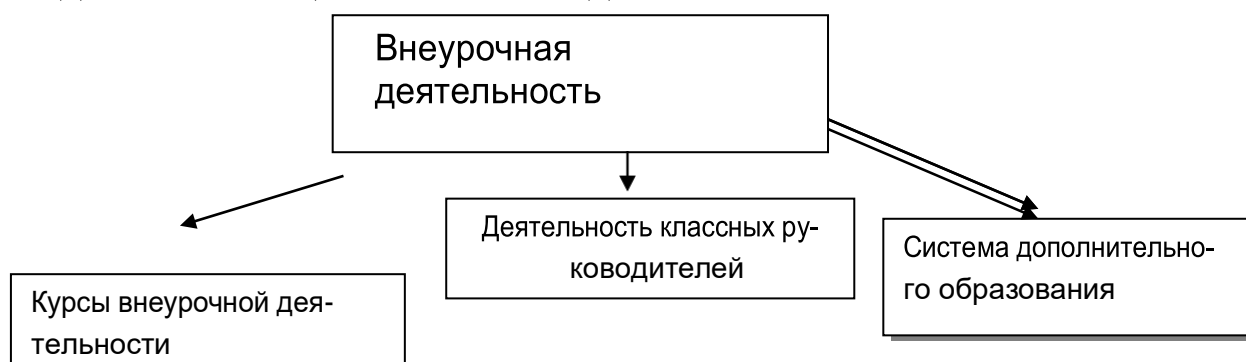 Внеурочная
деятельность
Деятельность классных ру-
ководителей
Система дополнительно-
го образования
Курсы внеурочной дея-
тельности